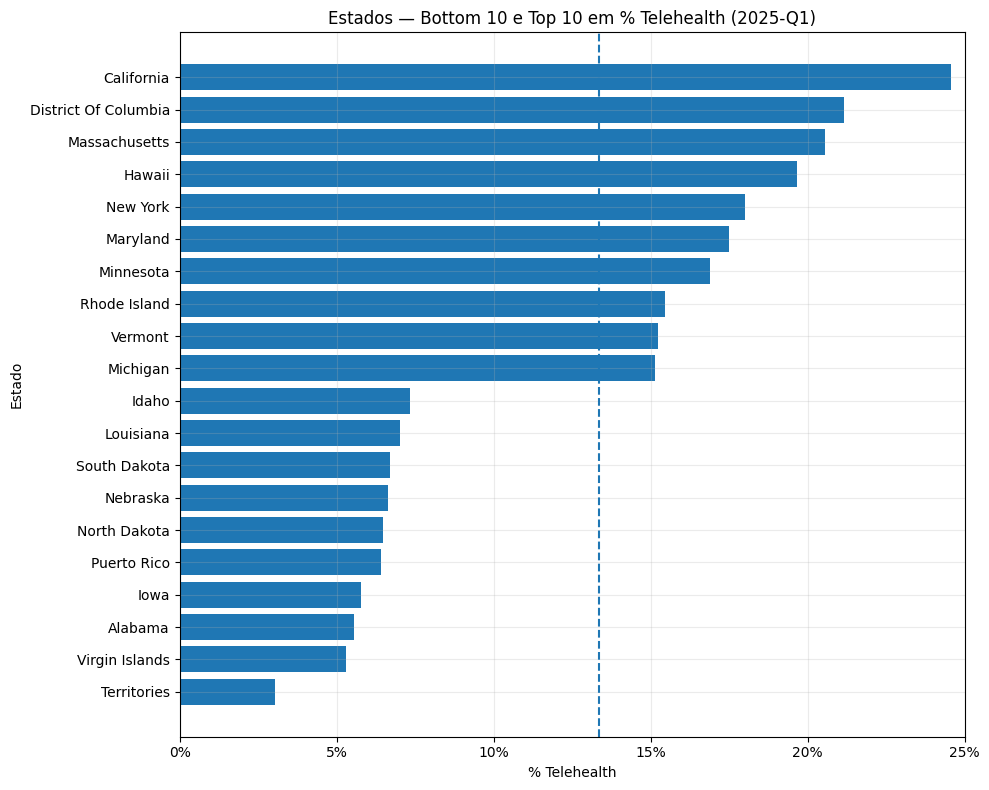 Estados — Bottom 10 e Top 10 em % Telehealth (2025-Q1)
Estado
California
District Of Columbia
Massachusetts
Hawaii
New York
Maryland
Minnesota
Rhode Island
Vermont
Michigan
Idaho
Louisiana
South Dakota
Nebraska
North Dakota
Puerto Rico
Iowa
Alabama
Virgin Islands
Territories
0% 5% 10% 15% 20% 25%
% Telehealth